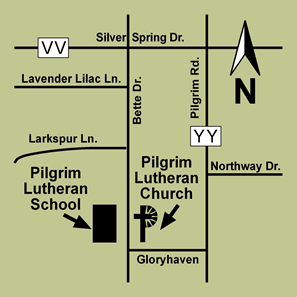 Silver Spring Dr.
VV
Lavender Lilac Ln.
Bette Dr.
Pilgrim Rd.
N
YY
Larkspur Ln.
Pilgrim
Lutheran
School
Pilgrim
Lutheran
Church
Northway Dr.
Gloryhaven